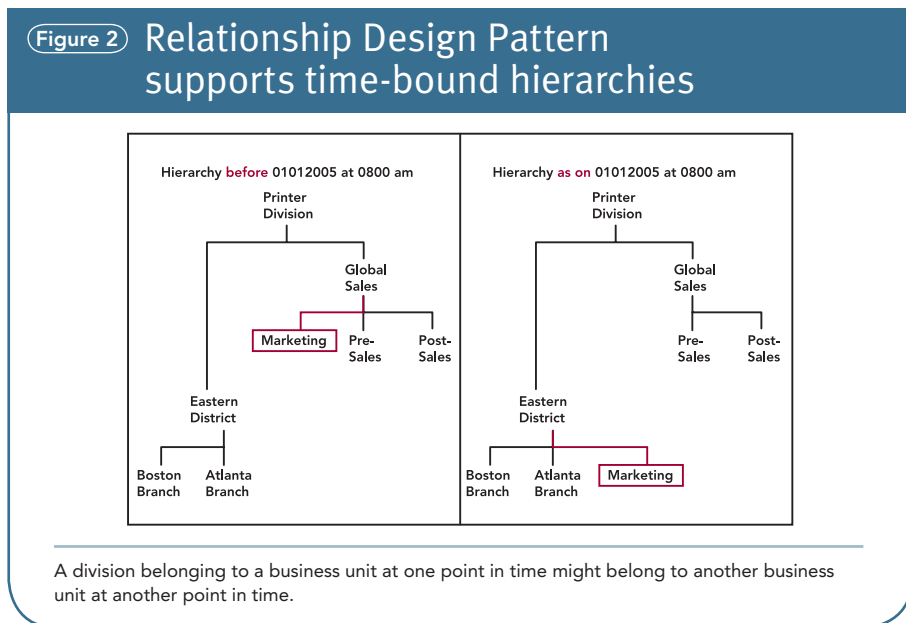 Figure 2 Relationship Design Pattern
supports time-bound hierarchies
Hierarchy before 01012005 at 0800 am
Printer
Division
Global
Sales
Marketing
Pre-
Sales
Post-
Sales
Eastern
District
Boston
Branch
Atlanta
Branch
Hierarchy as on 01012005 at 0800 am
Printer
Division
Global
Sales
Pre-
Sales
Post-
Sales
Eastern
District
Boston
Branch
Atlanta
Branch
Marketing
A division belonging to a business unit at one point in time might belong to another business
unit at another point in time.